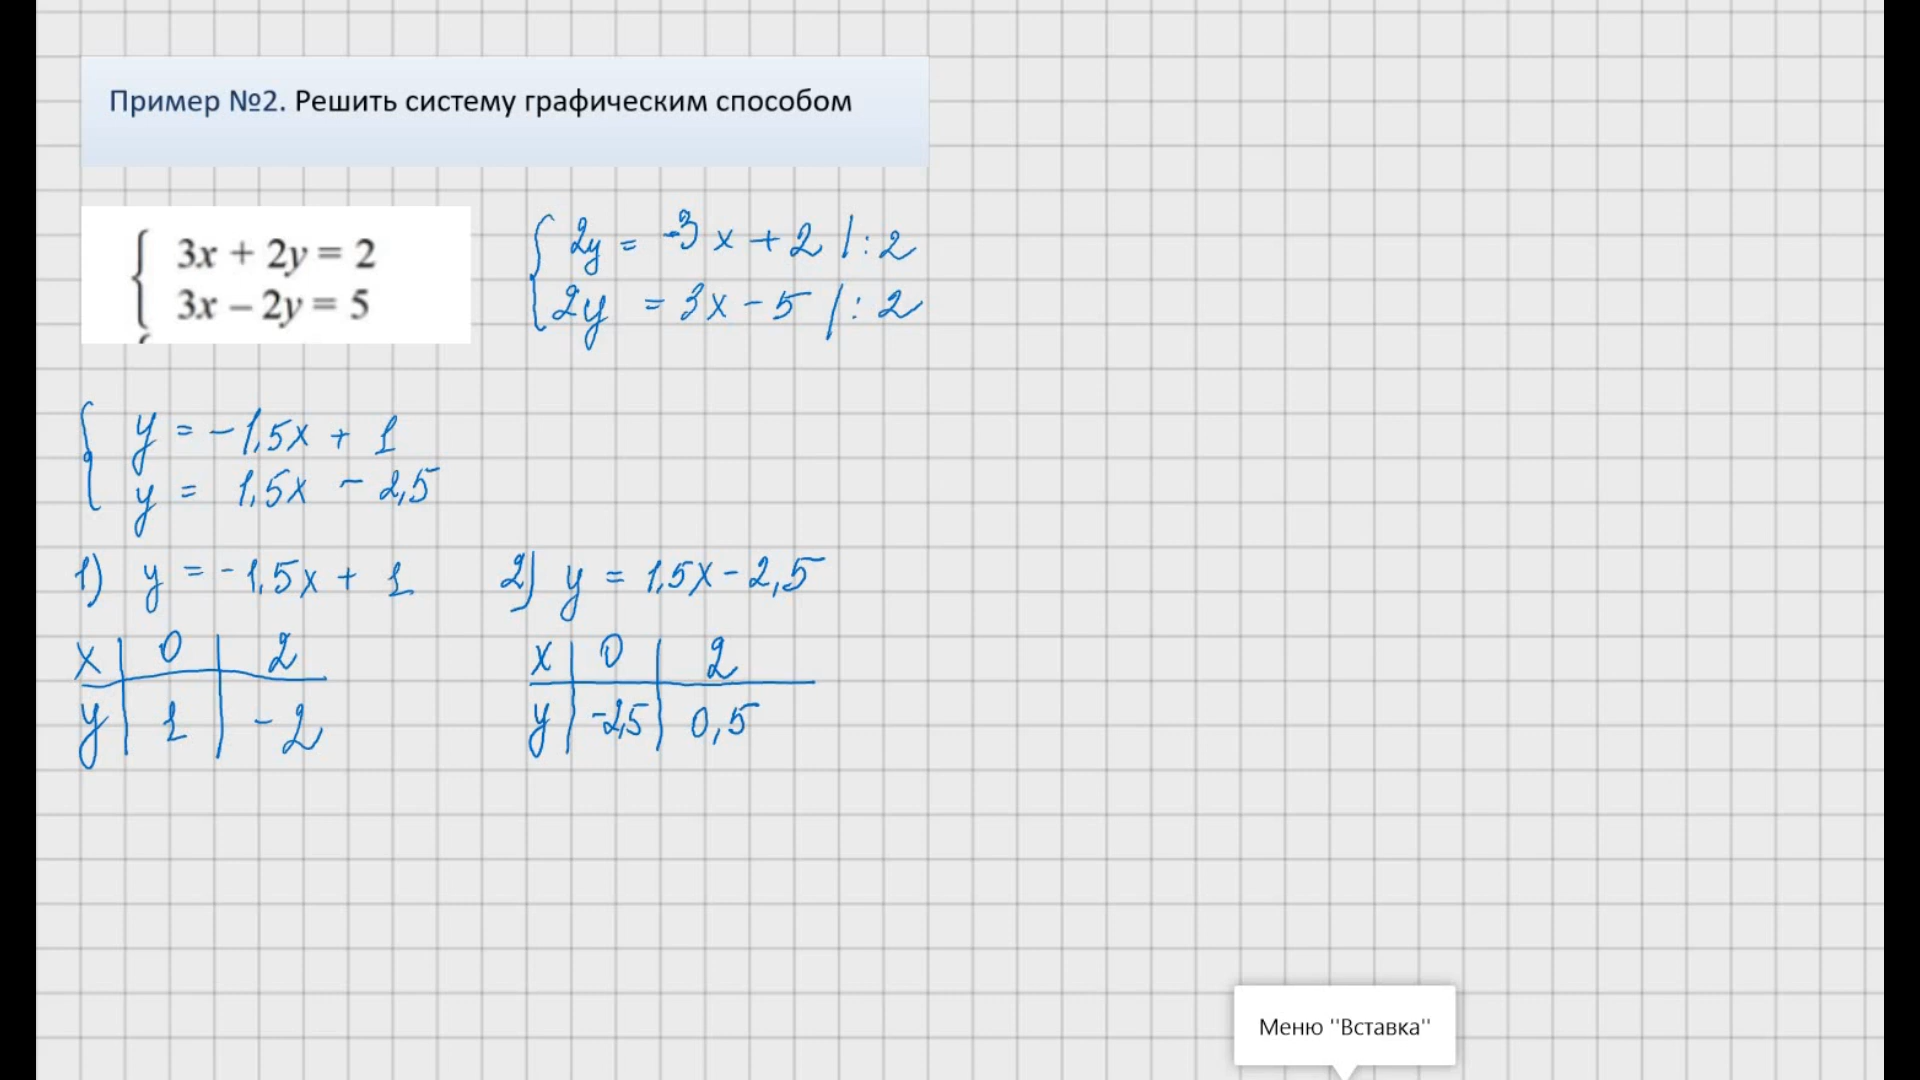 Пример №2. Решить систему графическим способом
3x + 2y = 2
3x – 2y = 5
2y = -3x + 2 | : 2
2y = 3x - 5 | : 2
y = -1,5x + 1
y = 1,5x - 2,5
1) y = -1,5x + 1
x | 0 | 2
y | 1 | -2
2) y = 1,5x - 2,5
x | 0 | 2
y | -2,5 | 0,5
Меню "Вставка"